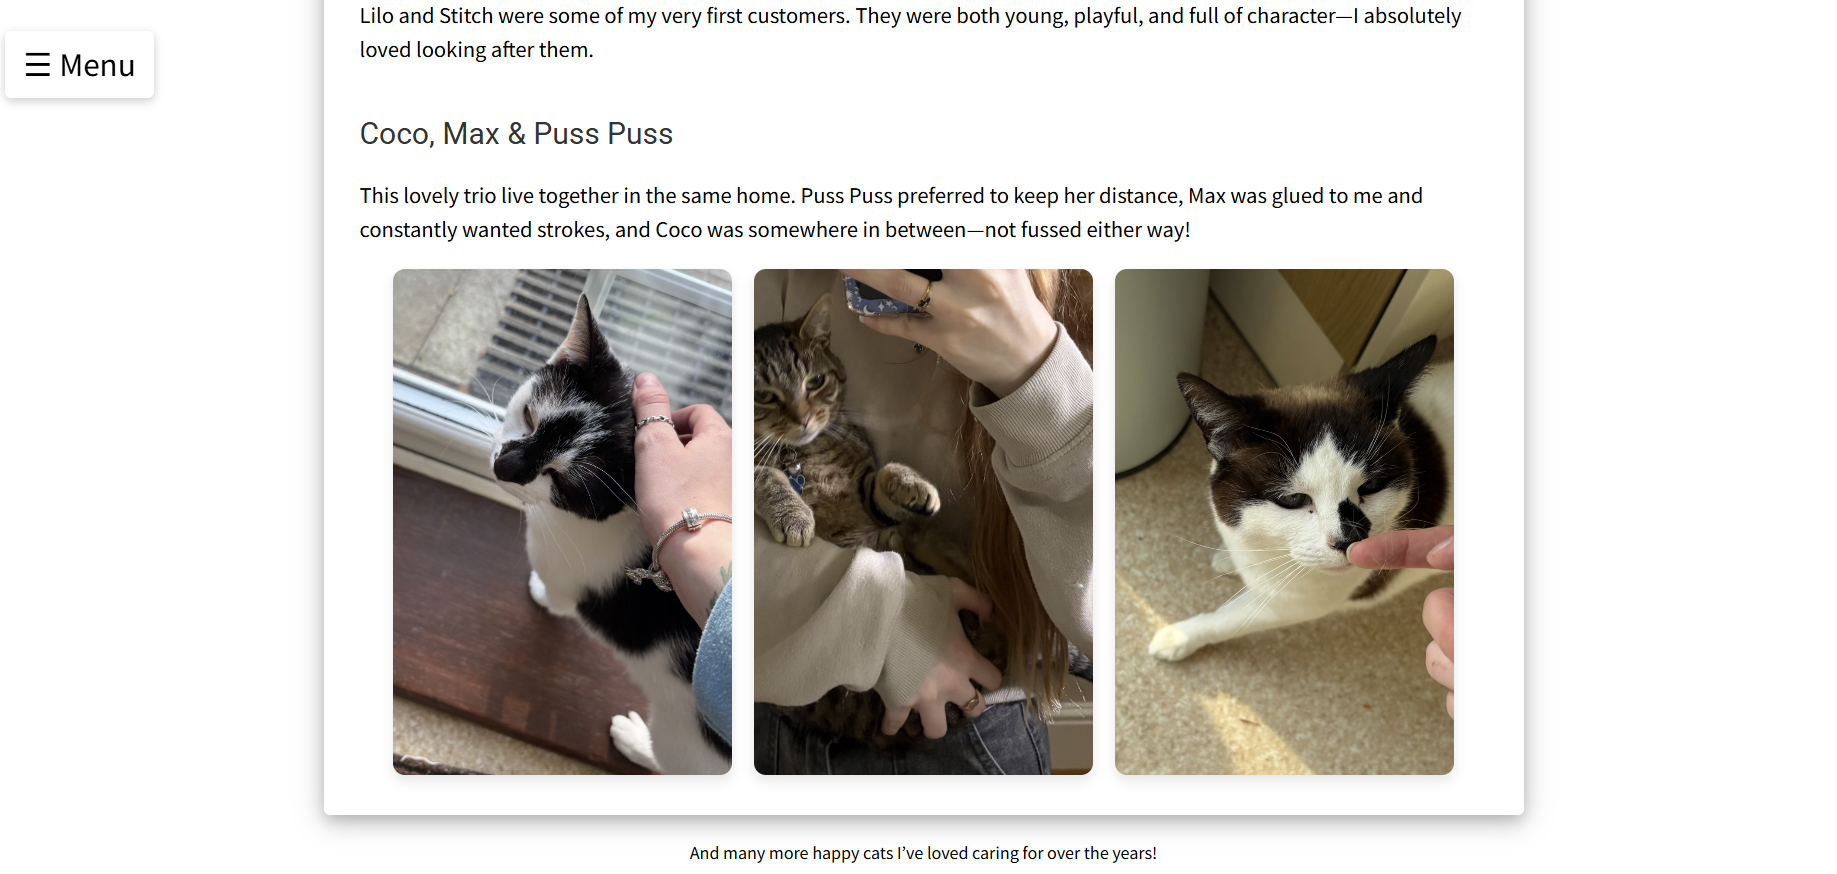 Lilo and Stitch were some of my very first customers. They were both young, playful, and full of character—I absolutely
loved looking after them.
☰ Menu
Coco, Max & Puss Puss
This lovely trio live together in the same home. Puss Puss preferred to keep her distance, Max was glued to me and
constantly wanted strokes, and Coco was somewhere in between—not fussed either way!
And many more happy cats I’ve loved caring for over the years!